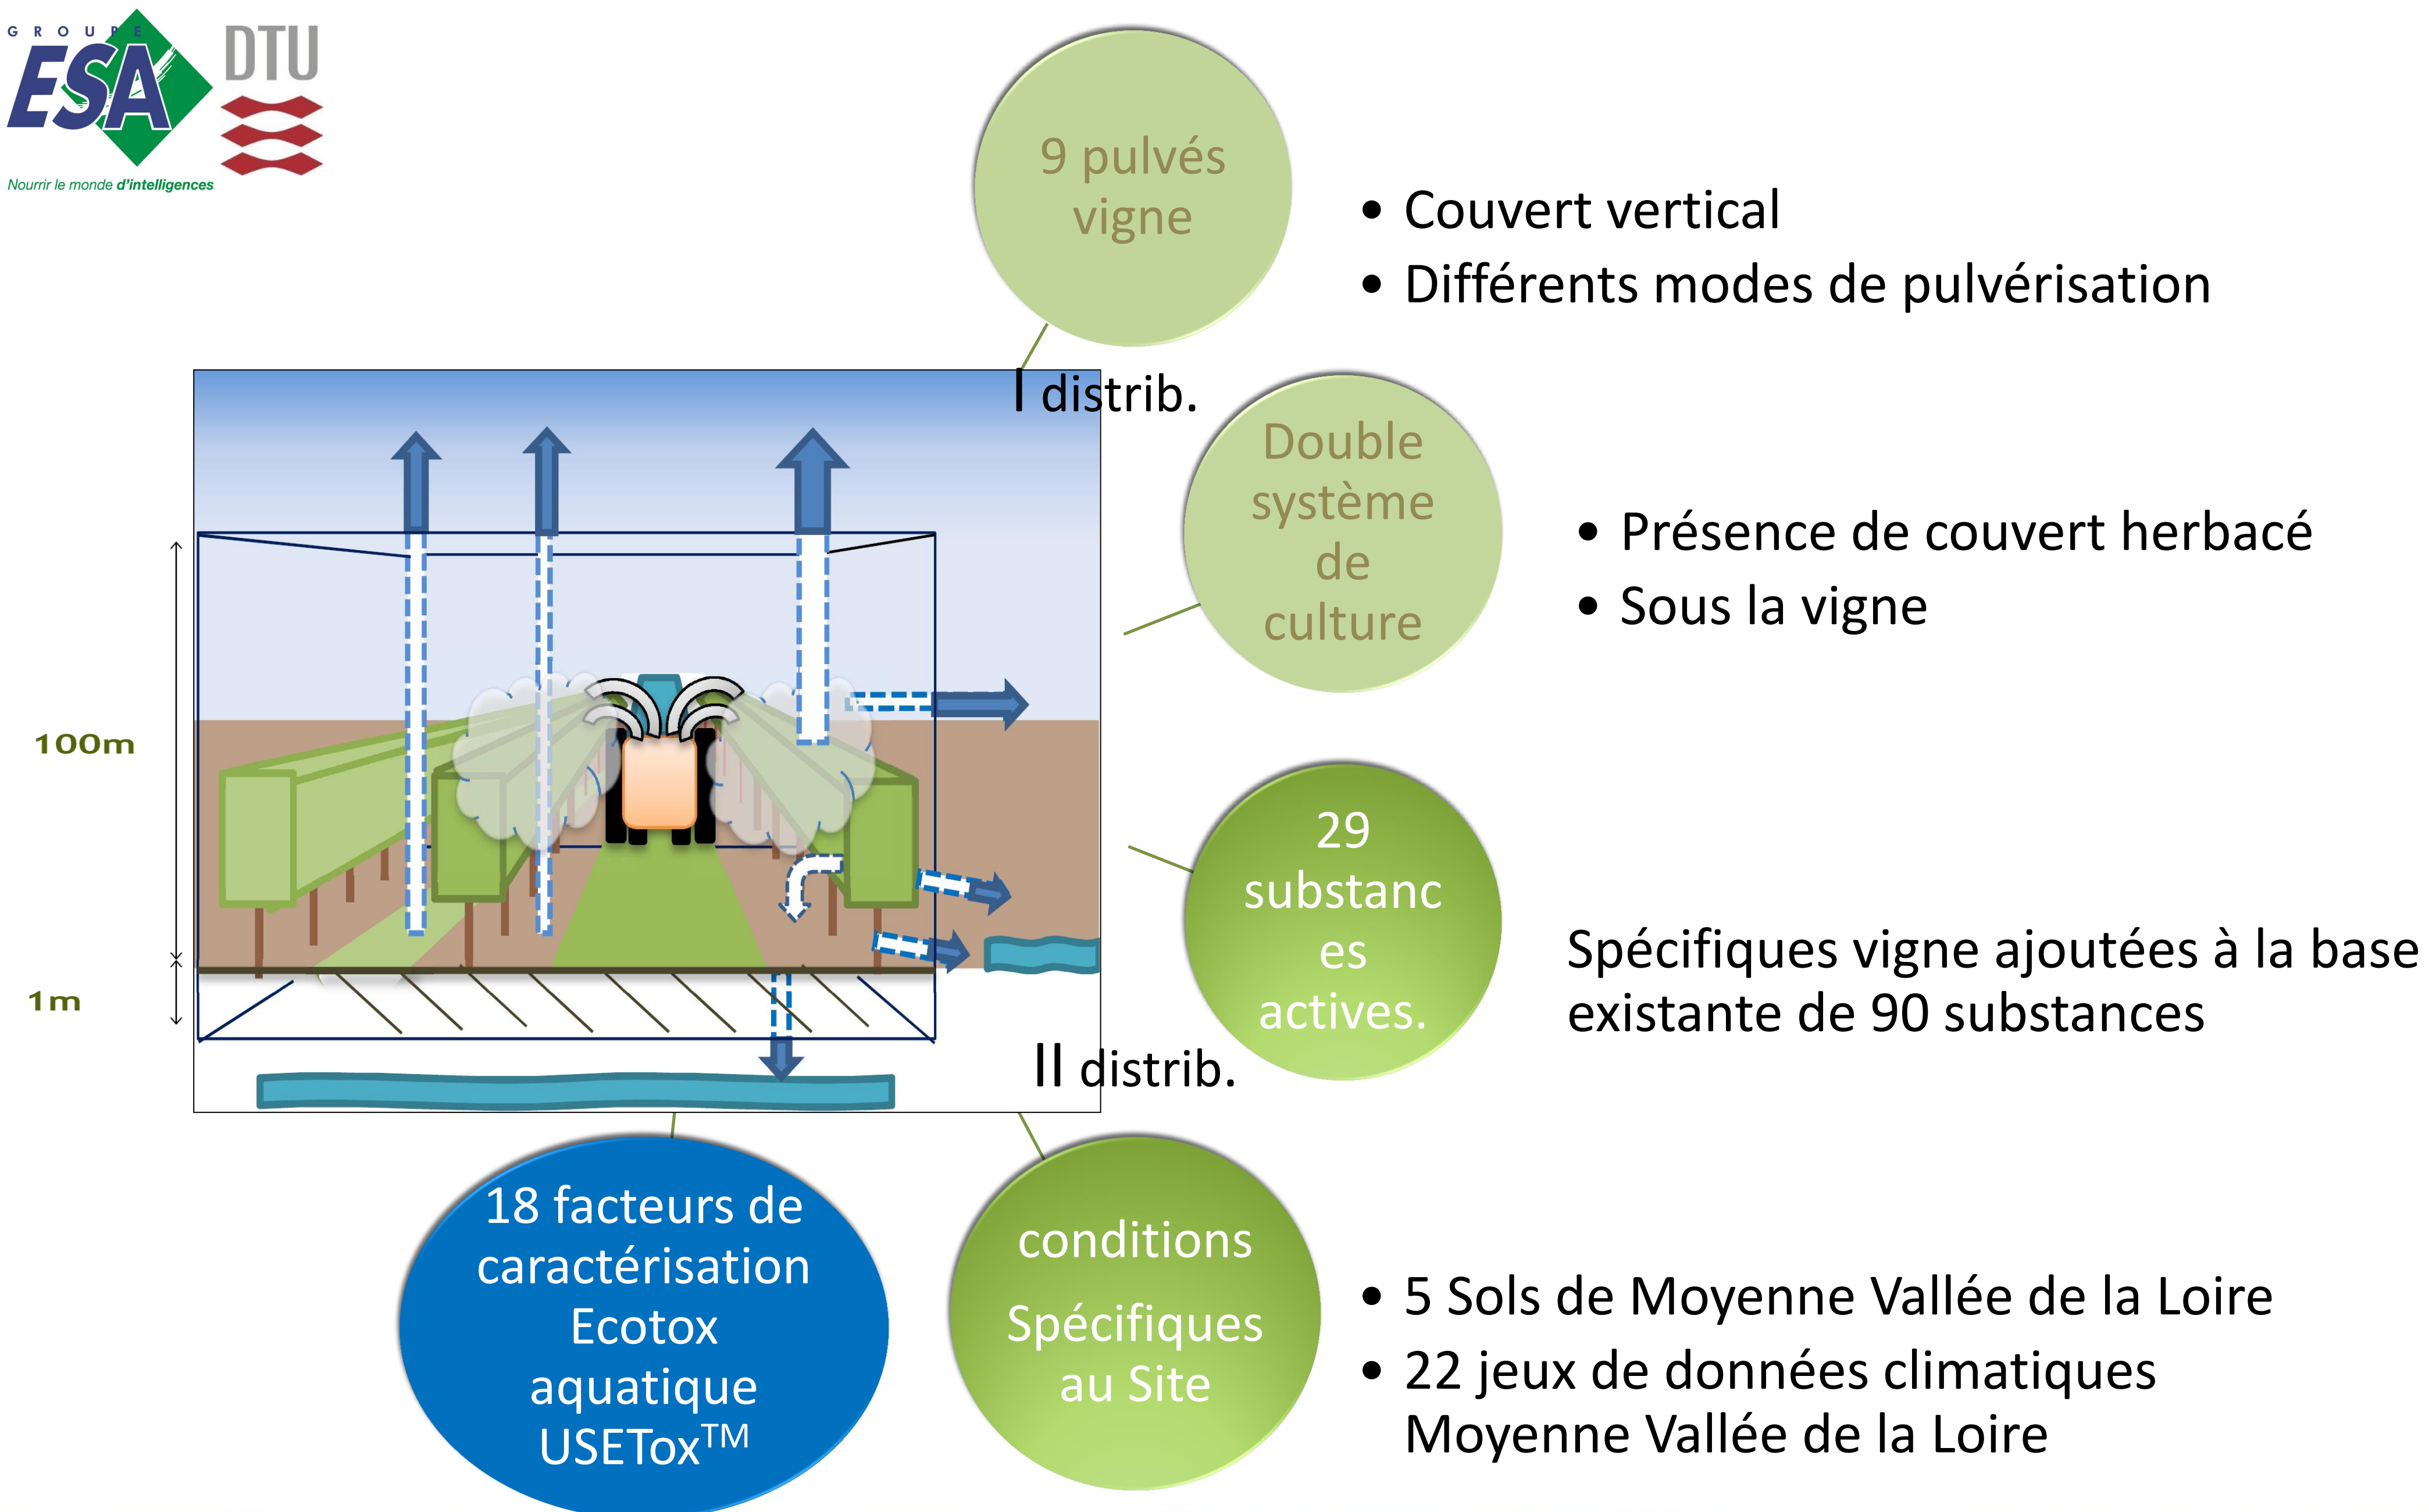 GROUPE
ESA
DTU
Nourrir le monde d'intelligences
9 pulvés
vigne
• Couvert vertical
• Différents modes de pulvérisation
I distrib.
Double
système
de
culture
• Présence de couvert herbacé
• Sous la vigne
100m
1m
29
substanc
es
actives.
Spécifiques vigne ajoutées à la base
existante de 90 substances
II distrib.
18 facteurs de
caractérisation
Ecotox
aquatique
USETox™
conditions
Spécifiques
au Site
• 5 Sols de Moyenne Vallée de la Loire
• 22 jeux de données climatiques
Moyenne Vallée de la Loire